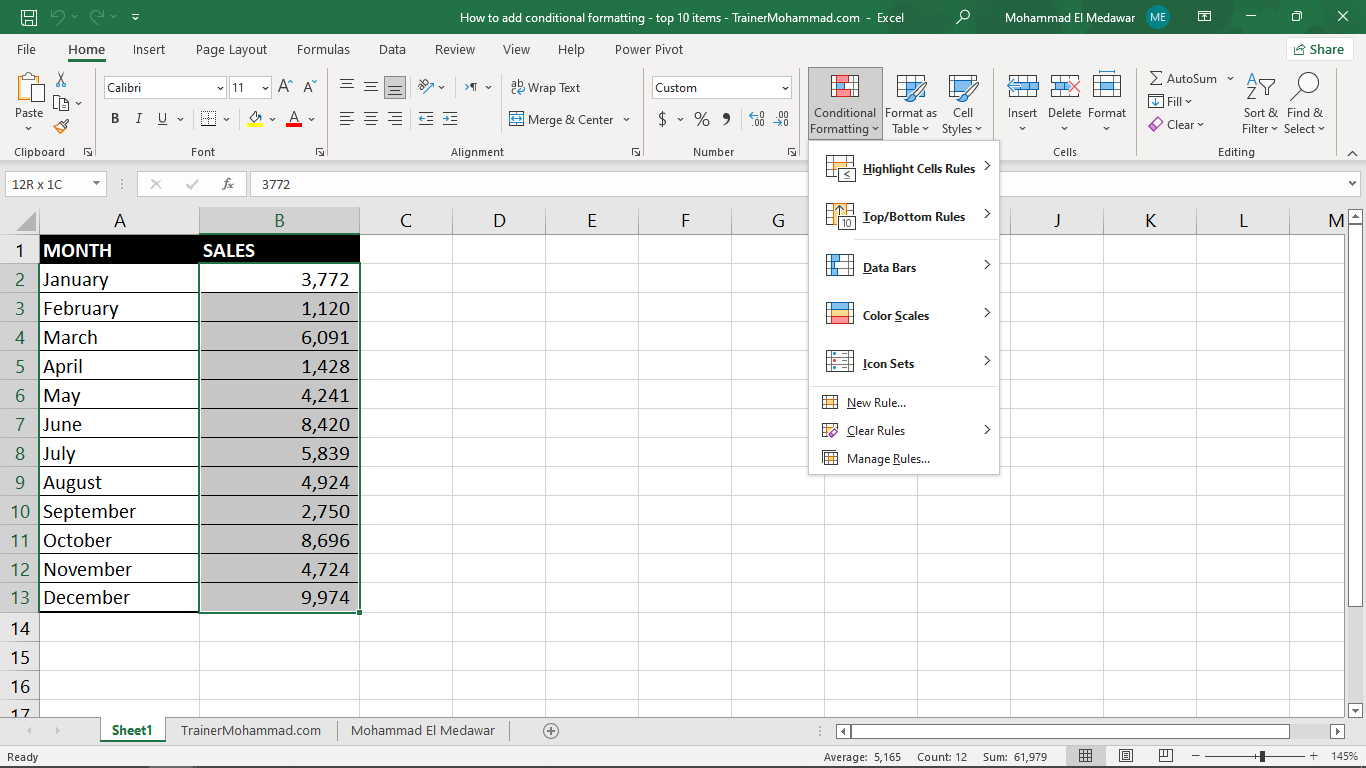 How to add conditional formatting - top 10 items - TrainerMohammad.com - Excel
Mohammad El Medawar ME
File Home Insert Page Layout Formulas Data Review View Help Power Pivot Share
Paste
Clipboard
Calibri 11
B I U A
Font
ab Wrap Text
Merge & Center
Alignment
Custom
$ % 9
Number
Conditional Formatting
Format as Table
Cell Styles
Insert Delete Format
Cells
AutoSum
Fill
Clear
Sort & Filter
Find & Select
Editing
12R x 1C fx 3772
Highlight Cells Rules
Top/Bottom Rules
Data Bars
Color Scales
Icon Sets
New Rule...
Clear Rules
Manage Rules...
A B C D E F G J K L M
1 MONTH SALES
2 January 3,772
3 February 1,120
4 March 6,091
5 April 1,428
6 May 4,241
7 June 8,420
8 July 5,839
9 August 4,924
10 September 2,750
11 October 8,696
12 November 4,724
13 December 9,974
14
15
16
17
Sheet1 TrainerMohammad.com Mohammad El Medawar
Ready Average: 5,165 Count: 12 Sum: 61,979 145%